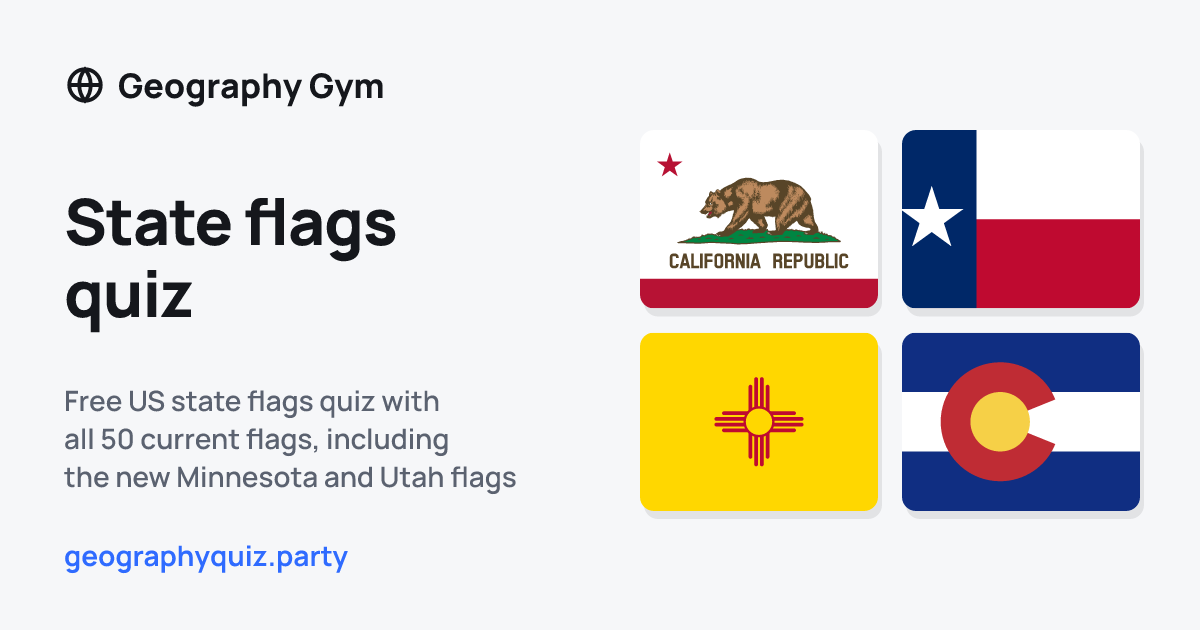 Geography Gym
State flags
quiz
Free US state flags quiz with
all 50 current flags, including
the new Minnesota and Utah flags
geographyquiz.party
CALIFORNIA REPUBLIC